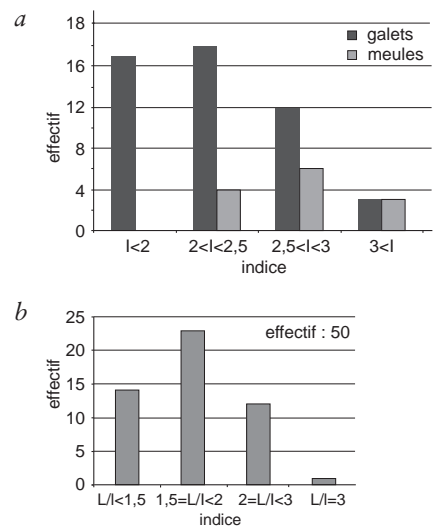 a
18
16
12
8
4
0
effectif
galets
meules
I<2
2<I<2,5
2,5<I<3
3<I
indice
b
25
20
15
10
5
0
effectif
effectif : 50
L/l<1,5
1,5=L/l<2
2=L/l<3
L/l=3
indice